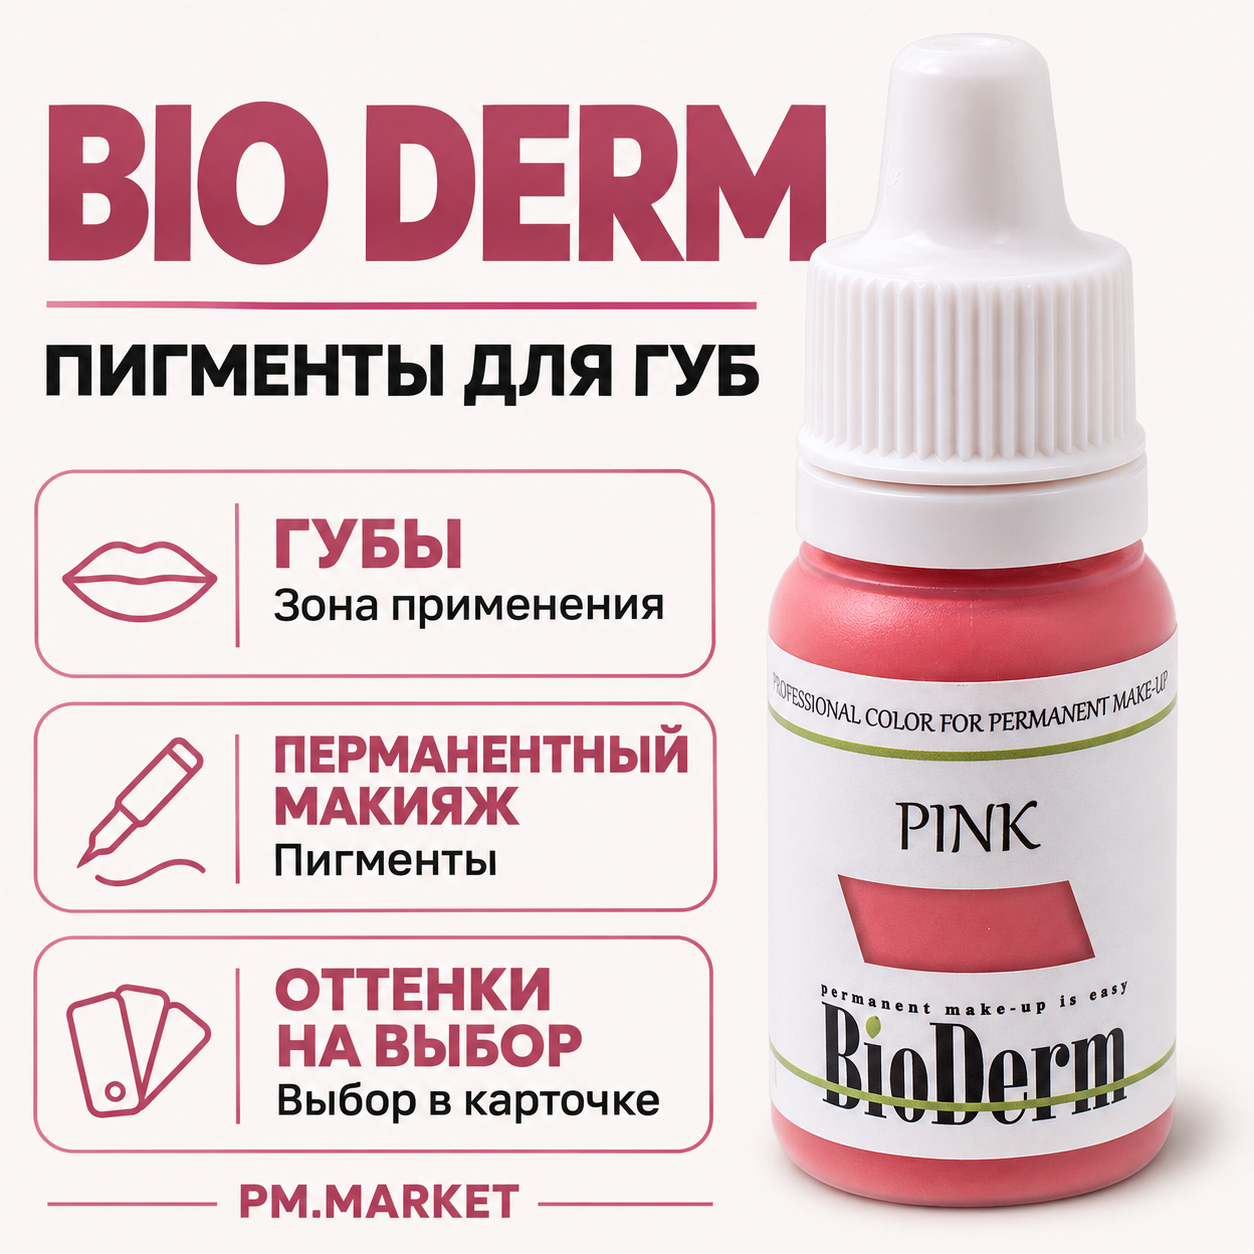 BIO DERM
ПИГМЕНТЫ ДЛЯ ГУБ
ГУБЫ
Зона применения
ПЕРМАНЕНТНЫЙ
МАКИЯЖ
Пигменты
ОТТЕНКИ
НА ВЫБОР
Выбор в карточке
PM.MARKET
PROFESSIONAL COLOR FOR PERMANENT MAKE-UP
PINK
permanent make-up is easy
BioDerm